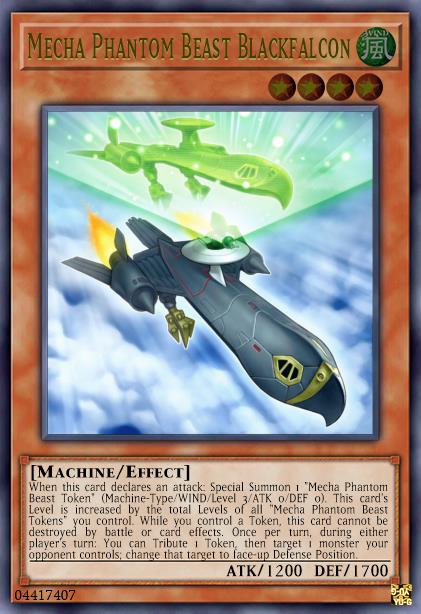 Mecha Phantom Beast Blackfalcon
WIND
風
[Machine/Effect]
When this card declares an attack: Special Summon 1 "Mecha Phantom
Beast Token" (Machine-Type/WIND/Level 3/ATK 0/DEF 0). This card's
Level is increased by the total Levels of all "Mecha Phantom Beast
Tokens" you control. While you control a Token, this card cannot be
destroyed by battle or card effects. Once per turn, during either
player's turn: You can Tribute 1 Token, then target 1 monster your
opponent controls; change that target to face-up Defense Position.
ATK/1200 DEF/1700
04417407